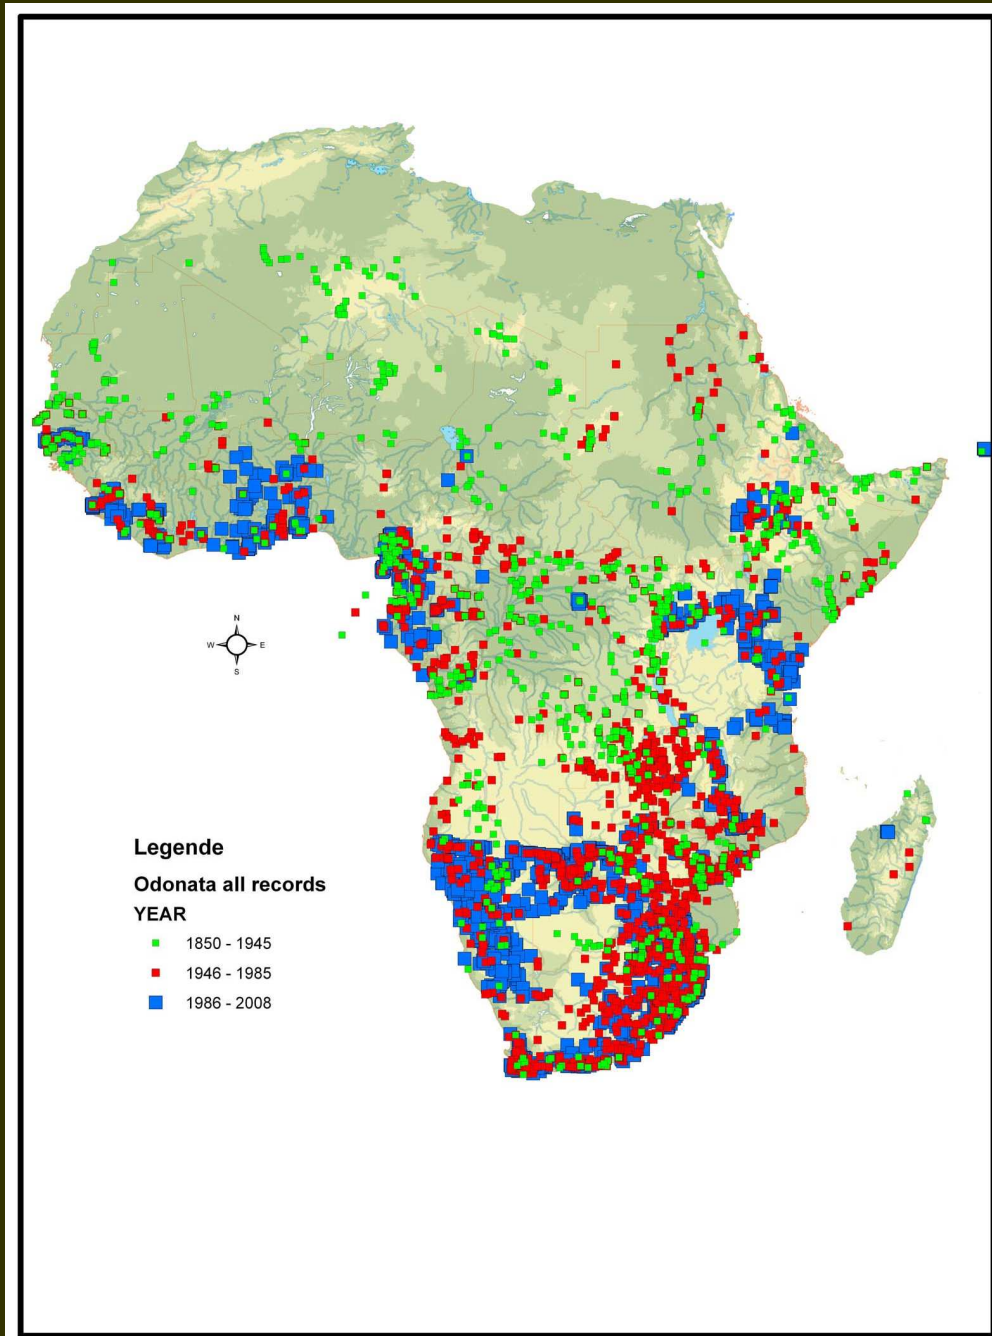 N
W E
S
Legende
Odonata all records
YEAR
1850 - 1945
1946 - 1985
1986 - 2008